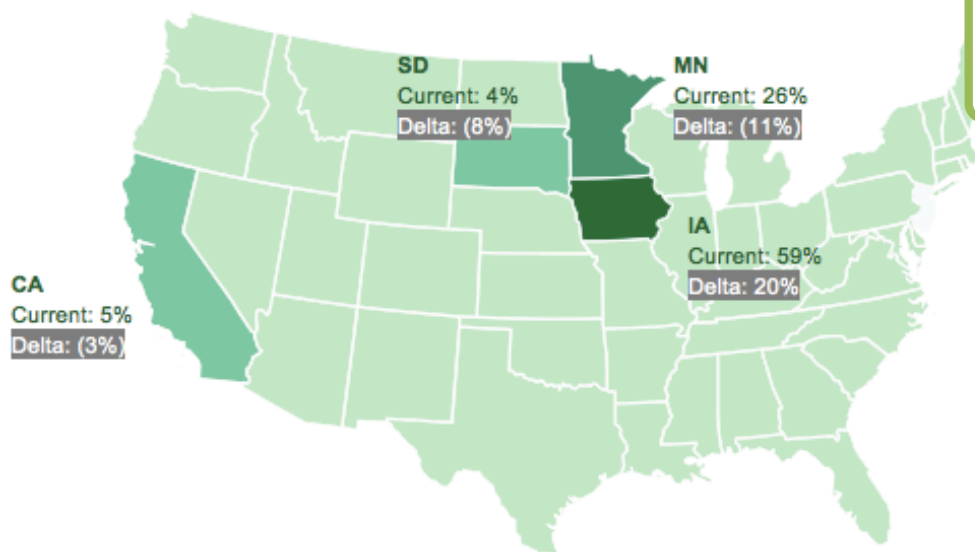 SD
Current: 4%
Delta: (8%)
MN
Current: 26%
Delta: (11%)
IA
Current: 59%
Delta: 20%
CA
Current: 5%
Delta: (3%)